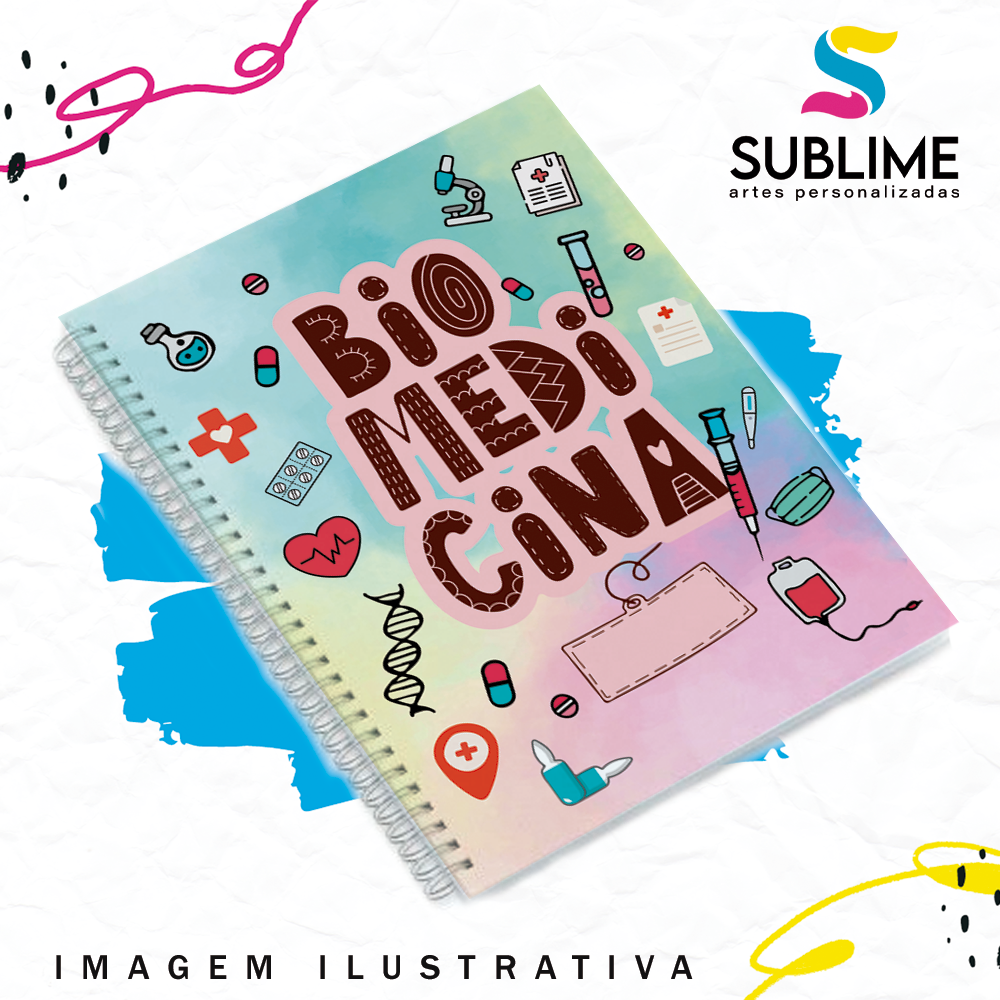 SUBLIME
artes personalizadas
BiO
MEDi
CiNA
IMAGEM ILUSTRATIVA